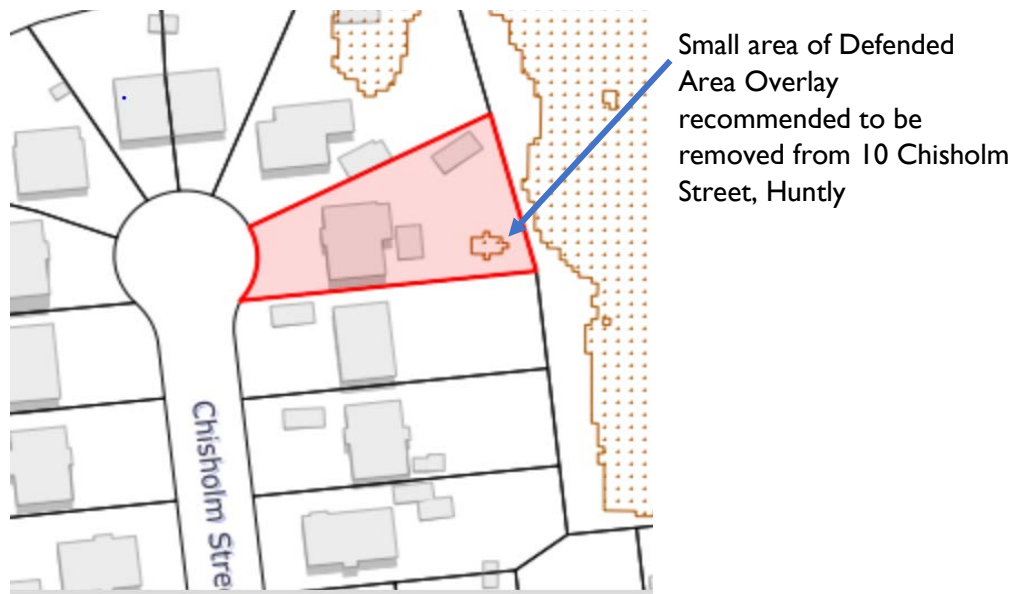 Small area of Defended
Area Overlay
recommended to be
removed from 10 Chisholm
Street, Huntly
Chisholm Stre